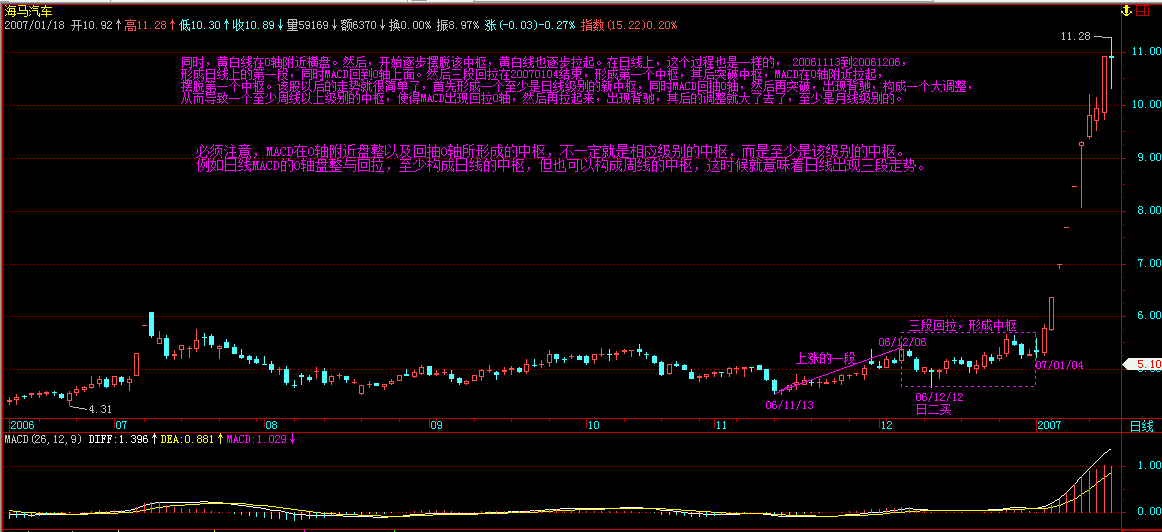 海马汽车
日
2007/01/18 开10.92↑高11.28↑低10.30↑收10.89↓量59169↓额6370↓换0.00% 振8.97% 涨(-0.03)-0.27% 指数(15.22)0.20%
11.28
11.00
同时，黄白线在0轴附近横盘。然后，开始逐步摆脱该中枢，黄白线也逐步拉起。在日线上，这个过程也是一样的， 20061113到20061206，
形成日线上的第一段，同时MACD回到0轴上面。然后三段回拉在20070104结束，形成第一个中枢，其后突破中枢，MACD在0轴附近拉起，
摆脱第一个中枢。该股以后的走势就很简单了，首先形成一个至少是日线级别的新中枢，同时MACD回抽0轴，然后再突破，出现背驰，构成一个大调整，
从而导致一个至少周线以上级别的中枢，使得MACD出现回拉0轴，然后再拉起来，出现背驰，其后的调整就大了去了，至少是月线级别的。
10.00
必须注意，MACD在0轴附近盘整以及回抽0轴所形成的中枢，不一定就是相应级别的中枢，而是至少是该级别的中枢。
例如日线MACD的0轴盘整与回拉，至少构成日线的中枢，但也可以构成周线的中枢，这时候就意味着日线出现三段走势。
9.00
8.00
7.00
6.00
三段回拉，形成中枢
06/12/06
上涨的一段
07/01/04
5.10
06/12/12
日二买
06/11/13
4.31
2006 07 08 09 10 11 12 2007 日线
MACD(26,12,9) DIFF:1.396↑DEA:0.881↑MACD:1.029↓
1.00
0.00